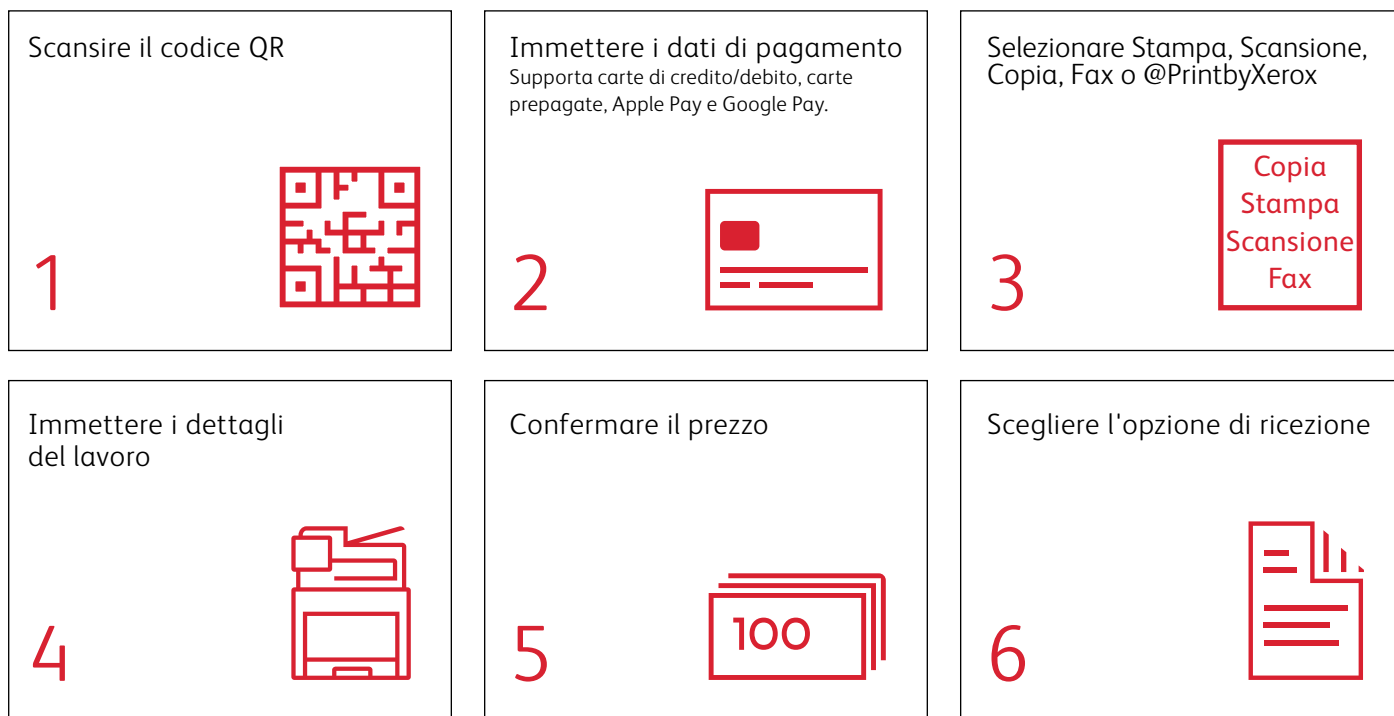 Scansire il codice QR
1
Immettere i dati di pagamento
Supporta carte di credito/debito, carte
prepagate, Apple Pay e Google Pay.
2
Selezionare Stampa, Scansione,
Copia, Fax o @PrintbyXerox
Copia
Stampa
Scansione
Fax
3
Immettere i dettagli
del lavoro
4
Confermare il prezzo
100
5
Scegliere l'opzione di ricezione
6